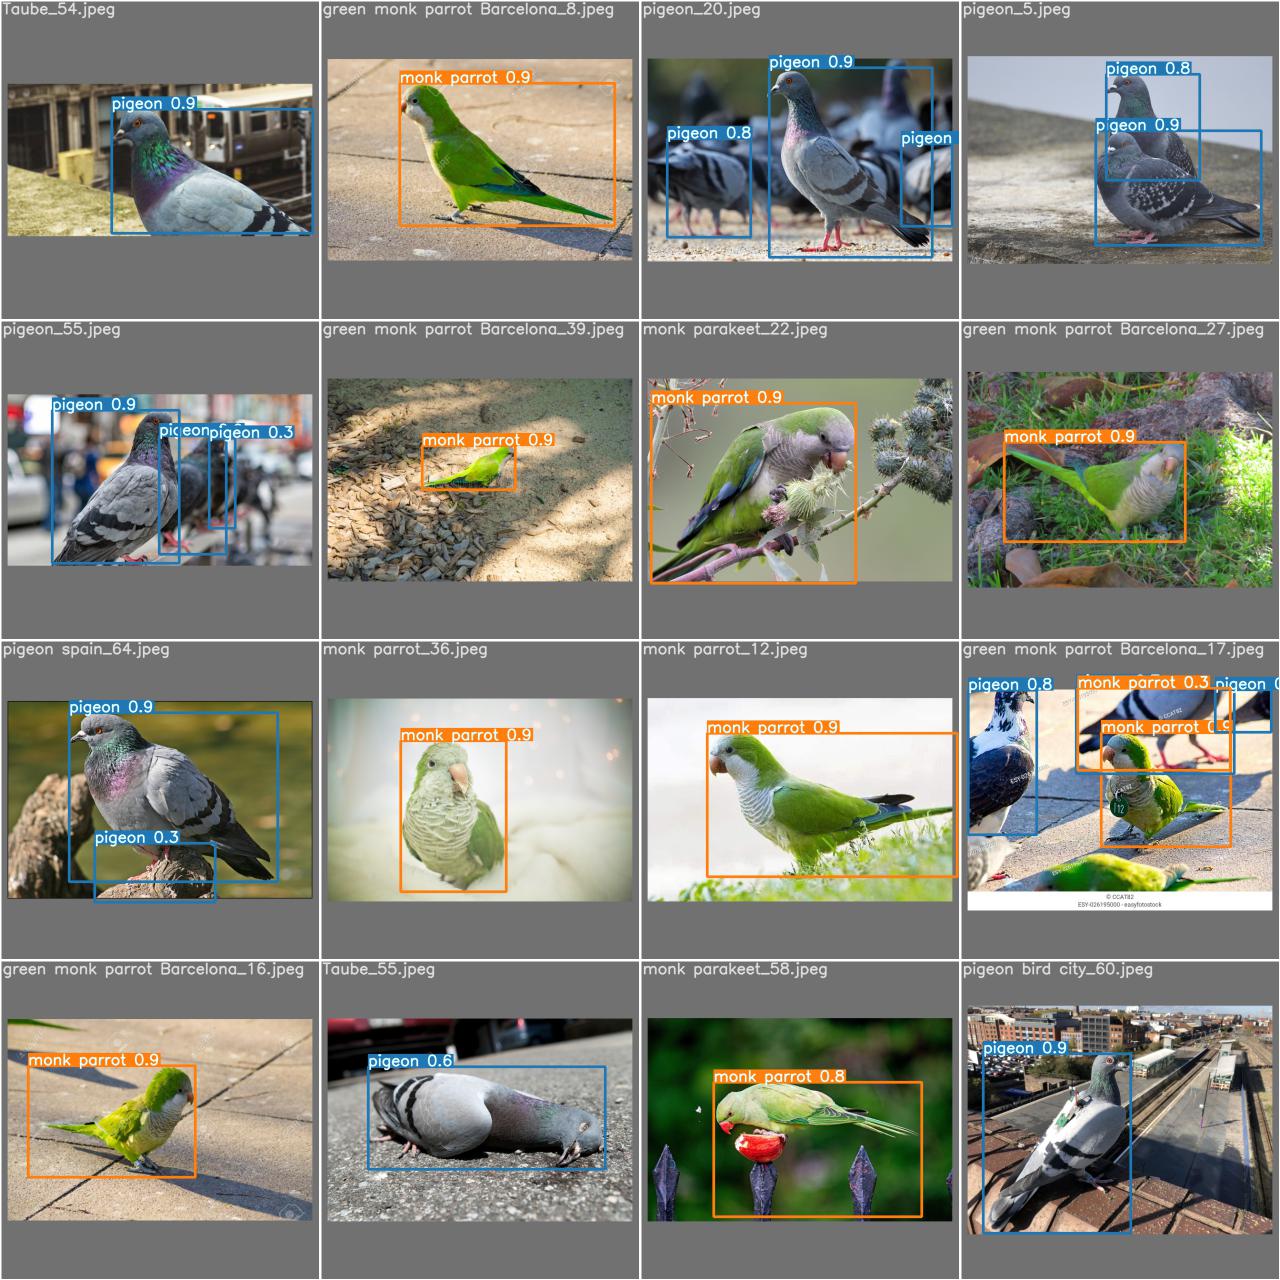 Taube_54.jpeg
pigeon 0.9
green monk parrot Barcelona_8.jpeg
monk parrot 0.9
pigeon_20.jpeg
pigeon 0.9
pigeon 0.8
pigeon
pigeon_5.jpeg
pigeon 0.8
pigeon 0.9
pigeon_55.jpeg
pigeon 0.9
pigeon
pigeon 0.3
green monk parrot Barcelona_39.jpeg
monk parrot 0.9
monk parakeet_22.jpeg
monk parrot 0.9
green monk parrot Barcelona_27.jpeg
monk parrot 0.9
pigeon spain_64.jpeg
pigeon 0.9
pigeon 0.3
monk parrot_36.jpeg
monk parrot 0.9
monk parrot_12.jpeg
monk parrot 0.9
green monk parrot Barcelona_17.jpeg
pigeon 0.8
monk parrot 0.3
pigeon
monk parrot 0.9
112
© CCAT82
ESY-026195000 - easyfotostock
green monk parrot Barcelona_16.jpeg
monk parrot 0.9
Taube_55.jpeg
pigeon 0.6
monk parakeet_58.jpeg
monk parrot 0.8
pigeon bird city_60.jpeg
pigeon 0.9